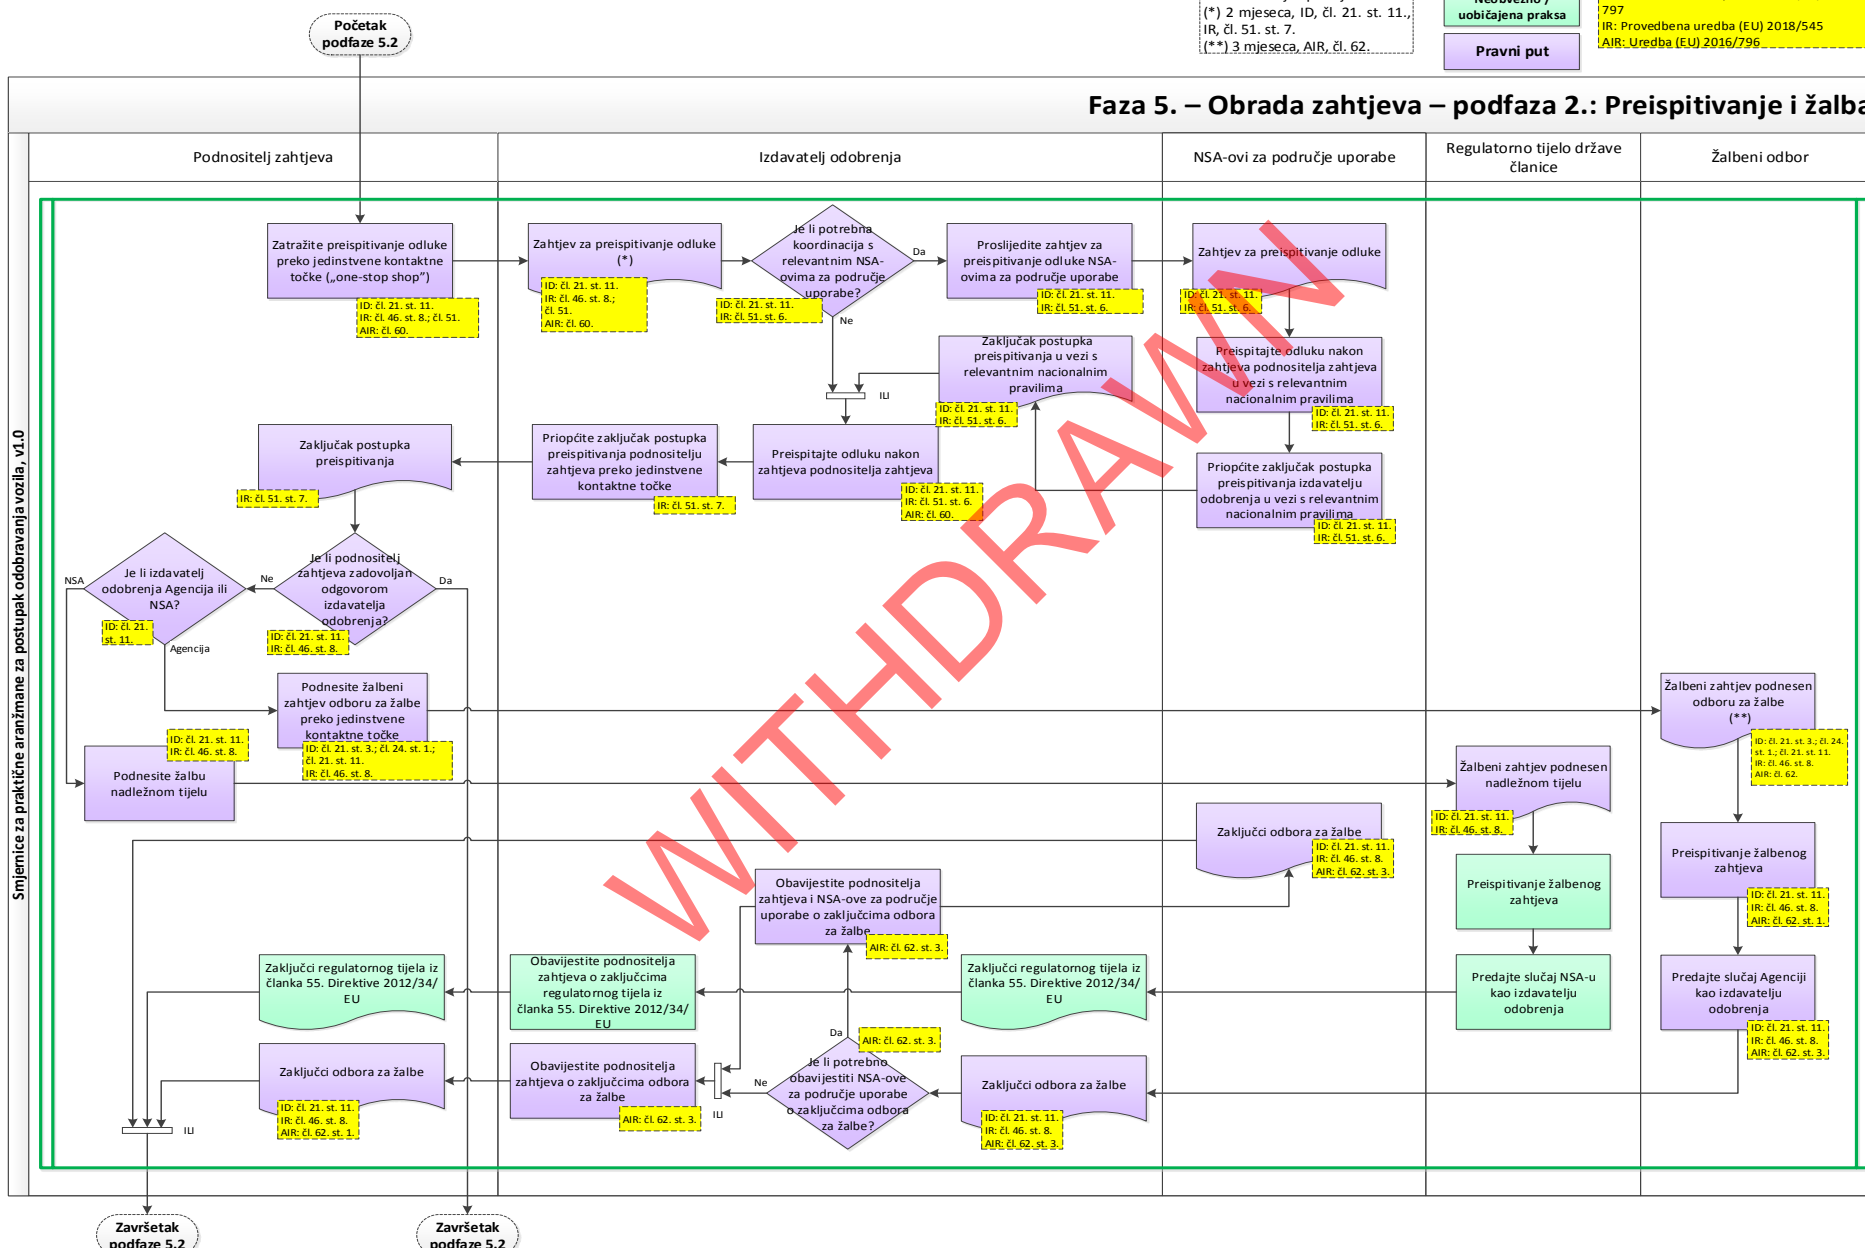 Početak
podfaze 5.2
(*) 2 mjeseca, ID, čl. 21. st. 11.,
IR, čl. 51. st. 7.
(**) 3 mjeseca, AIR, čl. 62.
uobičajena praksa
Pravni put
797
IR: Provedbena uredba (EU) 2018/545
AIR: Uredba (EU) 2016/796
Faza 5. – Obrada zahtjeva – podfaza 2.: Preispitivanje i žalba
Smjernice za praktične aranžmane za postupak odobravanja vozila, v1.0
Podnositelj zahtjeva
Izdavatelj odobrenja
NSA-ovi za područje uporabe
Regulatorno tijelo države
članice
Žalbeni odbor
Zatražite preispitivanje odluke
preko jedinstvene kontaktne
točke („one-stop shop”)
ID: čl. 21. st. 11.
IR: čl. 46. st. 8.; čl. 51.
AIR: čl. 60.
Zahtjev za preispitivanje odluke
(*)
ID: čl. 21. st. 11.
IR: čl. 46. st. 8.;
čl. 51.
AIR: čl. 60.
Je li potrebna
koordinacija s
relevantnim NSA-
ovima za područje
uporabe?
ID: čl. 21. st. 11.
IR: čl. 51. st. 6.
Da
Ne
Proslijedite zahtjev za
preispitivanje odluke NSA-
ovima za područje uporabe
ID: čl. 21. st. 11.
IR: čl. 51. st. 6.
Zahtjev za preispitivanje odluke
ID: čl. 21. st. 11.
IR: čl. 51. st. 6.
Zaključak postupka
preispitivanja u vezi s
relevantnim nacionalnim
pravilima
ID: čl. 21. st. 11.
IR: čl. 51. st. 6.
Preispitajte odluku nakon
zahtjeva podnositelja zahtjeva
u vezi s relevantnim
nacionalnim pravilima
ID: čl. 21. st. 11.
IR: čl. 51. st. 6.
ILI
Zaključak postupka
preispitivanja
IR: čl. 51. st. 7.
Priopćite zaključak postupka
preispitivanja podnositelju
zahtjeva preko jedinstvene
kontaktne točke
IR: čl. 51. st. 7.
Preispitajte odluku nakon
zahtjeva podnositelja zahtjeva
ID: čl. 21. st. 11.
IR: čl. 51. st. 6.
AIR: čl. 60.
Priopćite zaključak postupka
preispitivanja izdavatelju
odobrenja u vezi s relevantnim
nacionalnim pravilima
ID: čl. 21. st. 11.
IR: čl. 51. st. 6.
NSA
Je li izdavatelj
odobrenja Agencija ili
NSA?
ID: čl. 21.
st. 11.
Agencija
Ne
Je li podnositelj
zahtjeva zadovoljan
odgovorom
izdavatelja
odobrenja?
ID: čl. 21. st. 11.
IR: čl. 46. st. 8.
Da
Podnesite žalbeni
zahtjev odboru za žalbe
preko jedinstvene
kontaktne točke
ID: čl. 21. st. 3.; čl. 24. st. 1.;
čl. 21. st. 11.
IR: čl. 46. st. 8.
ID: čl. 21. st. 11.
IR: čl. 46. st. 8.
Podnesite žalbu
nadležnom tijelu
Žalbeni zahtjev podnesen
odboru za žalbe
(**)
ID: čl. 21. st. 3.; čl. 24.
st. 1.; čl. 21. st. 11.
IR: čl. 46. st. 8.
AIR: čl. 62.
Žalbeni zahtjev podnesen
nadležnom tijelu
ID: čl. 21. st. 11.
IR: čl. 46. st. 8.
Zaključci odbora za žalbe
ID: čl. 21. st. 11.
IR: čl. 46. st. 8.
AIR: čl. 62. st. 3.
Preispitivanje žalbenog
zahtjeva
Preispitivanje žalbenog
zahtjeva
ID: čl. 21. st. 11.
IR: čl. 46. st. 8.
AIR: čl. 62. st. 1.
Obavijestite podnositelja
zahtjeva i NSA-ove za područje
uporabe o zaključcima odbora
za žalbe
AIR: čl. 62. st. 3.
Zaključci regulatornog tijela iz
članka 55. Direktive 2012/34/
EU
Obavijestite podnositelja
zahtjeva o zaključcima
regulatornog tijela iz
članka 55. Direktive 2012/34/
EU
Zaključci regulatornog tijela iz
članka 55. Direktive 2012/34/
EU
Predajte slučaj NSA-u
kao izdavatelju
odobrenja
Predajte slučaj Agenciji
kao izdavatelju
odobrenja
ID: čl. 21. st. 11.
IR: čl. 46. st. 8.
AIR: čl. 62. st. 3.
Zaključci odbora za žalbe
ID: čl. 21. st. 11.
IR: čl. 46. st. 8.
AIR: čl. 62. st. 1.
Obavijestite podnositelja
zahtjeva o zaključcima odbora
za žalbe
AIR: čl. 62. st. 3.
ILI
Ne
Da
AIR: čl. 62. st. 3.
Je li potrebno
obavijestiti NSA-ove
za područje uporabe
o zaključcima odbora
za žalbe?
Zaključci odbora za žalbe
ID: čl. 21. st. 11.
IR: čl. 46. st. 8.
AIR: čl. 62. st. 3.
ILI
Završetak
podfaze 5.2
Završetak
podfaze 5.2
WITHDRAWN